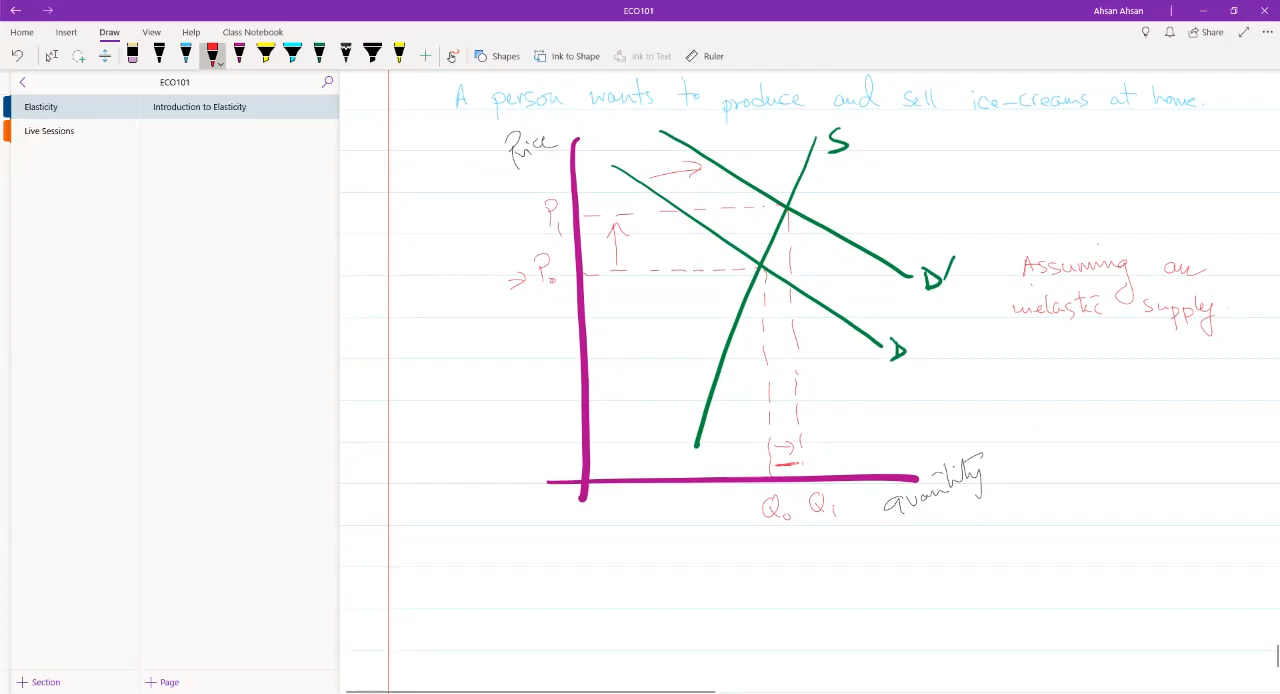 ECO101
Ahsan Ahsan
Home Insert Draw View Help Class Notebook
Share
Shapes Ink to Shape Ink to Text Ruler
ECO101
Elasticity
Introduction to Elasticity
Live Sessions
A person wants to produce and sell ice-creams at home.
Price
S
P1
P0
D'
D
Assuming an
inelastic supply.
Q0 Q1
quantity
+ Section
+ Page